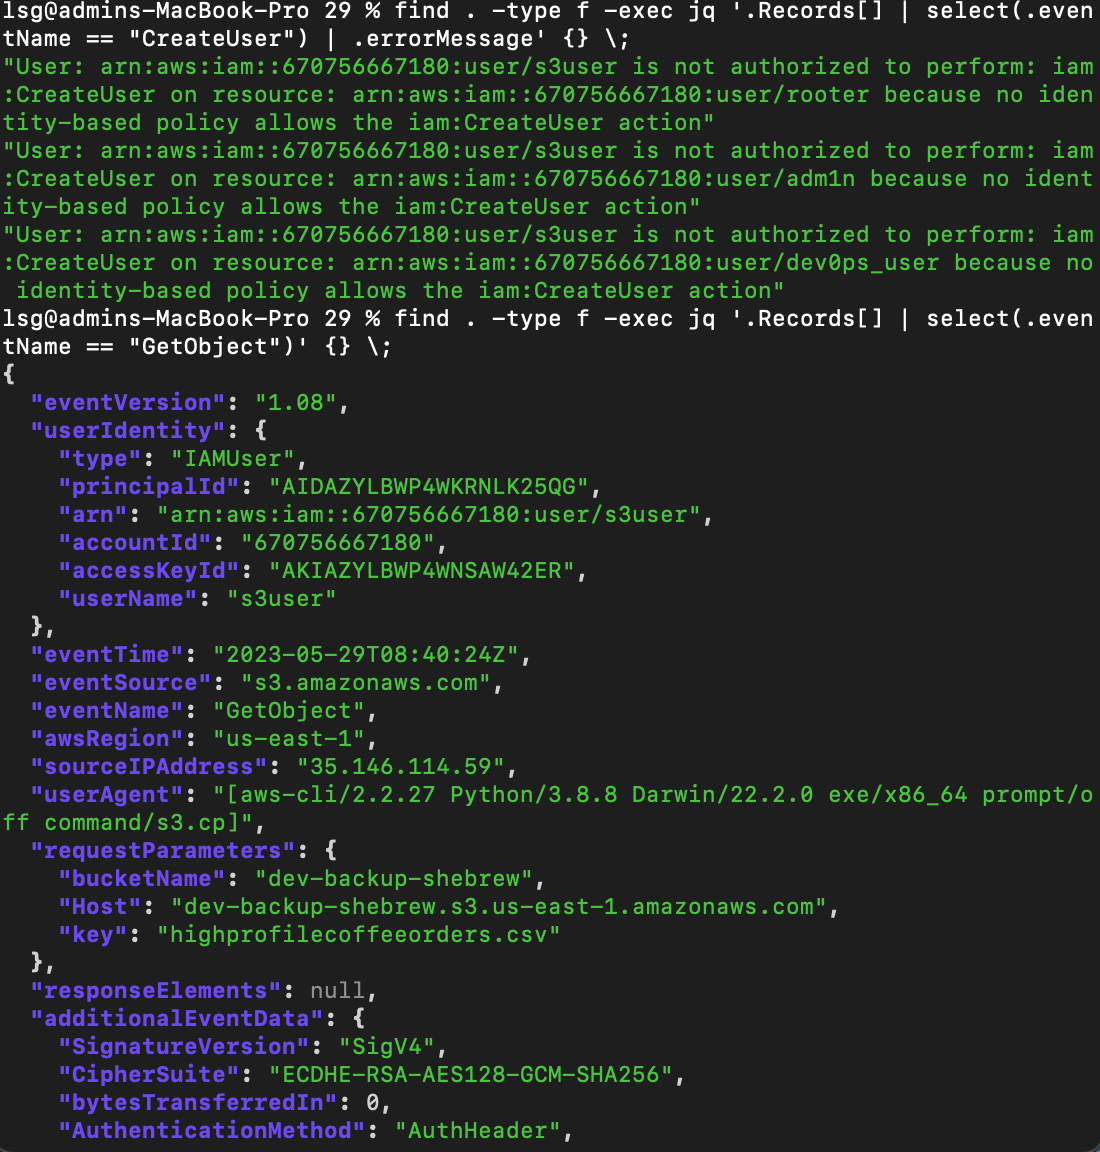 lsg@admins-MacBook-Pro 29 % find . -type f -exec jq '.Records[] | select(.even
tName == "CreateUser") | .errorMessage' {} \;
"User: arn:aws:iam::670756667180:user/s3user is not authorized to perform: iam
:CreateUser on resource: arn:aws:iam::670756667180:user/rooter because no iden
tity-based policy allows the iam:CreateUser action"
"User: arn:aws:iam::670756667180:user/s3user is not authorized to perform: iam
:CreateUser on resource: arn:aws:iam::670756667180:user/adm1n because no ident
ity-based policy allows the iam:CreateUser action"
"User: arn:aws:iam::670756667180:user/s3user is not authorized to perform: iam
:CreateUser on resource: arn:aws:iam::670756667180:user/dev0ps_user because no
 identity-based policy allows the iam:CreateUser action"
lsg@admins-MacBook-Pro 29 % find . -type f -exec jq '.Records[] | select(.even
tName == "GetObject")' {} \;
{
  "eventVersion": "1.08",
  "userIdentity": {
    "type": "IAMUser",
    "principalId": "AIDAZYLBWP4WKRNLK25QG",
    "arn": "arn:aws:iam::670756667180:user/s3user",
    "accountId": "670756667180",
    "accessKeyId": "AKIAZYLBWP4WNSAW42ER",
    "userName": "s3user"
  },
  "eventTime": "2023-05-29T08:40:24Z",
  "eventSource": "s3.amazonaws.com",
  "eventName": "GetObject",
  "awsRegion": "us-east-1",
  "sourceIPAddress": "35.146.114.59",
  "userAgent": "[aws-cli/2.2.27 Python/3.8.8 Darwin/22.2.0 exe/x86_64 prompt/o
ff command/s3.cp]",
  "requestParameters": {
    "bucketName": "dev-backup-shebrew",
    "Host": "dev-backup-shebrew.s3.us-east-1.amazonaws.com",
    "key": "highprofilecoffeeorders.csv"
  },
  "responseElements": null,
  "additionalEventData": {
    "SignatureVersion": "SigV4",
    "CipherSuite": "ECDHE-RSA-AES128-GCM-SHA256",
    "bytesTransferredIn": 0,
    "AuthenticationMethod": "AuthHeader",